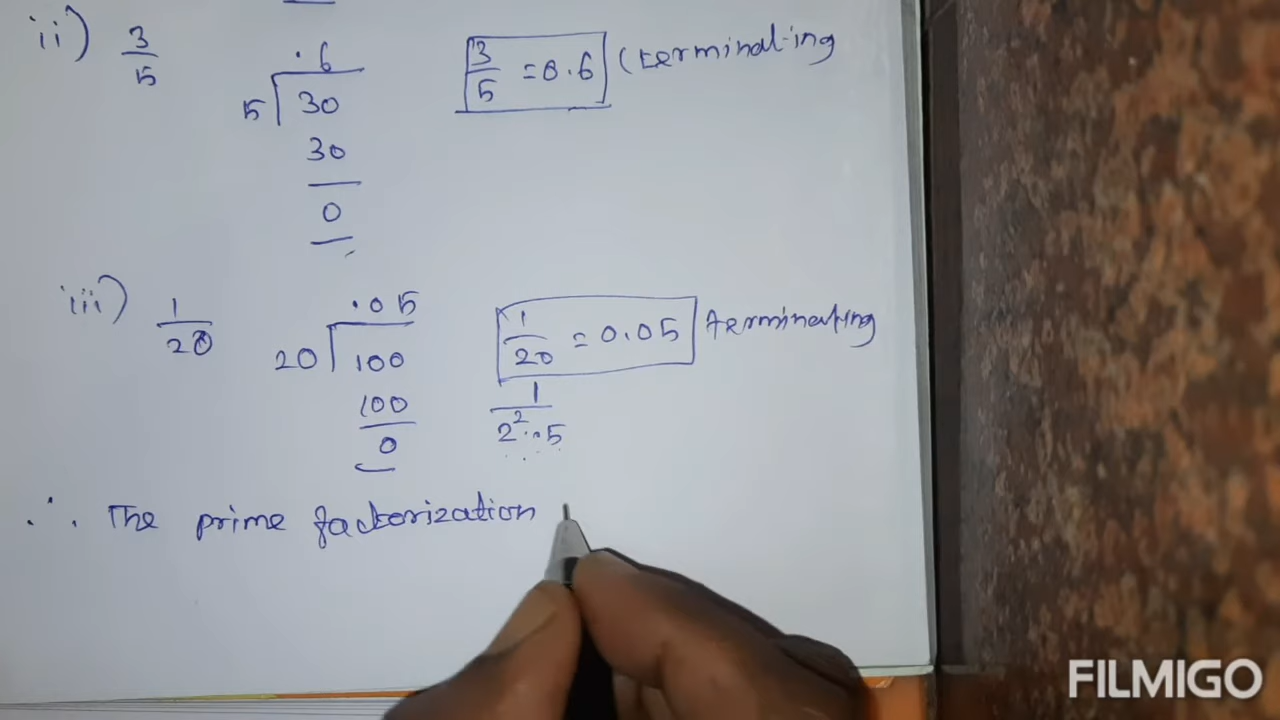 ii) 3/5 .6 3/5 = 0.6 (terminating
5 30
30
0
iii) 1/20 .05 1/20 = 0.05 terminating
20 100
100 1/2².5
0
∴ The prime factorization
FILMIGO